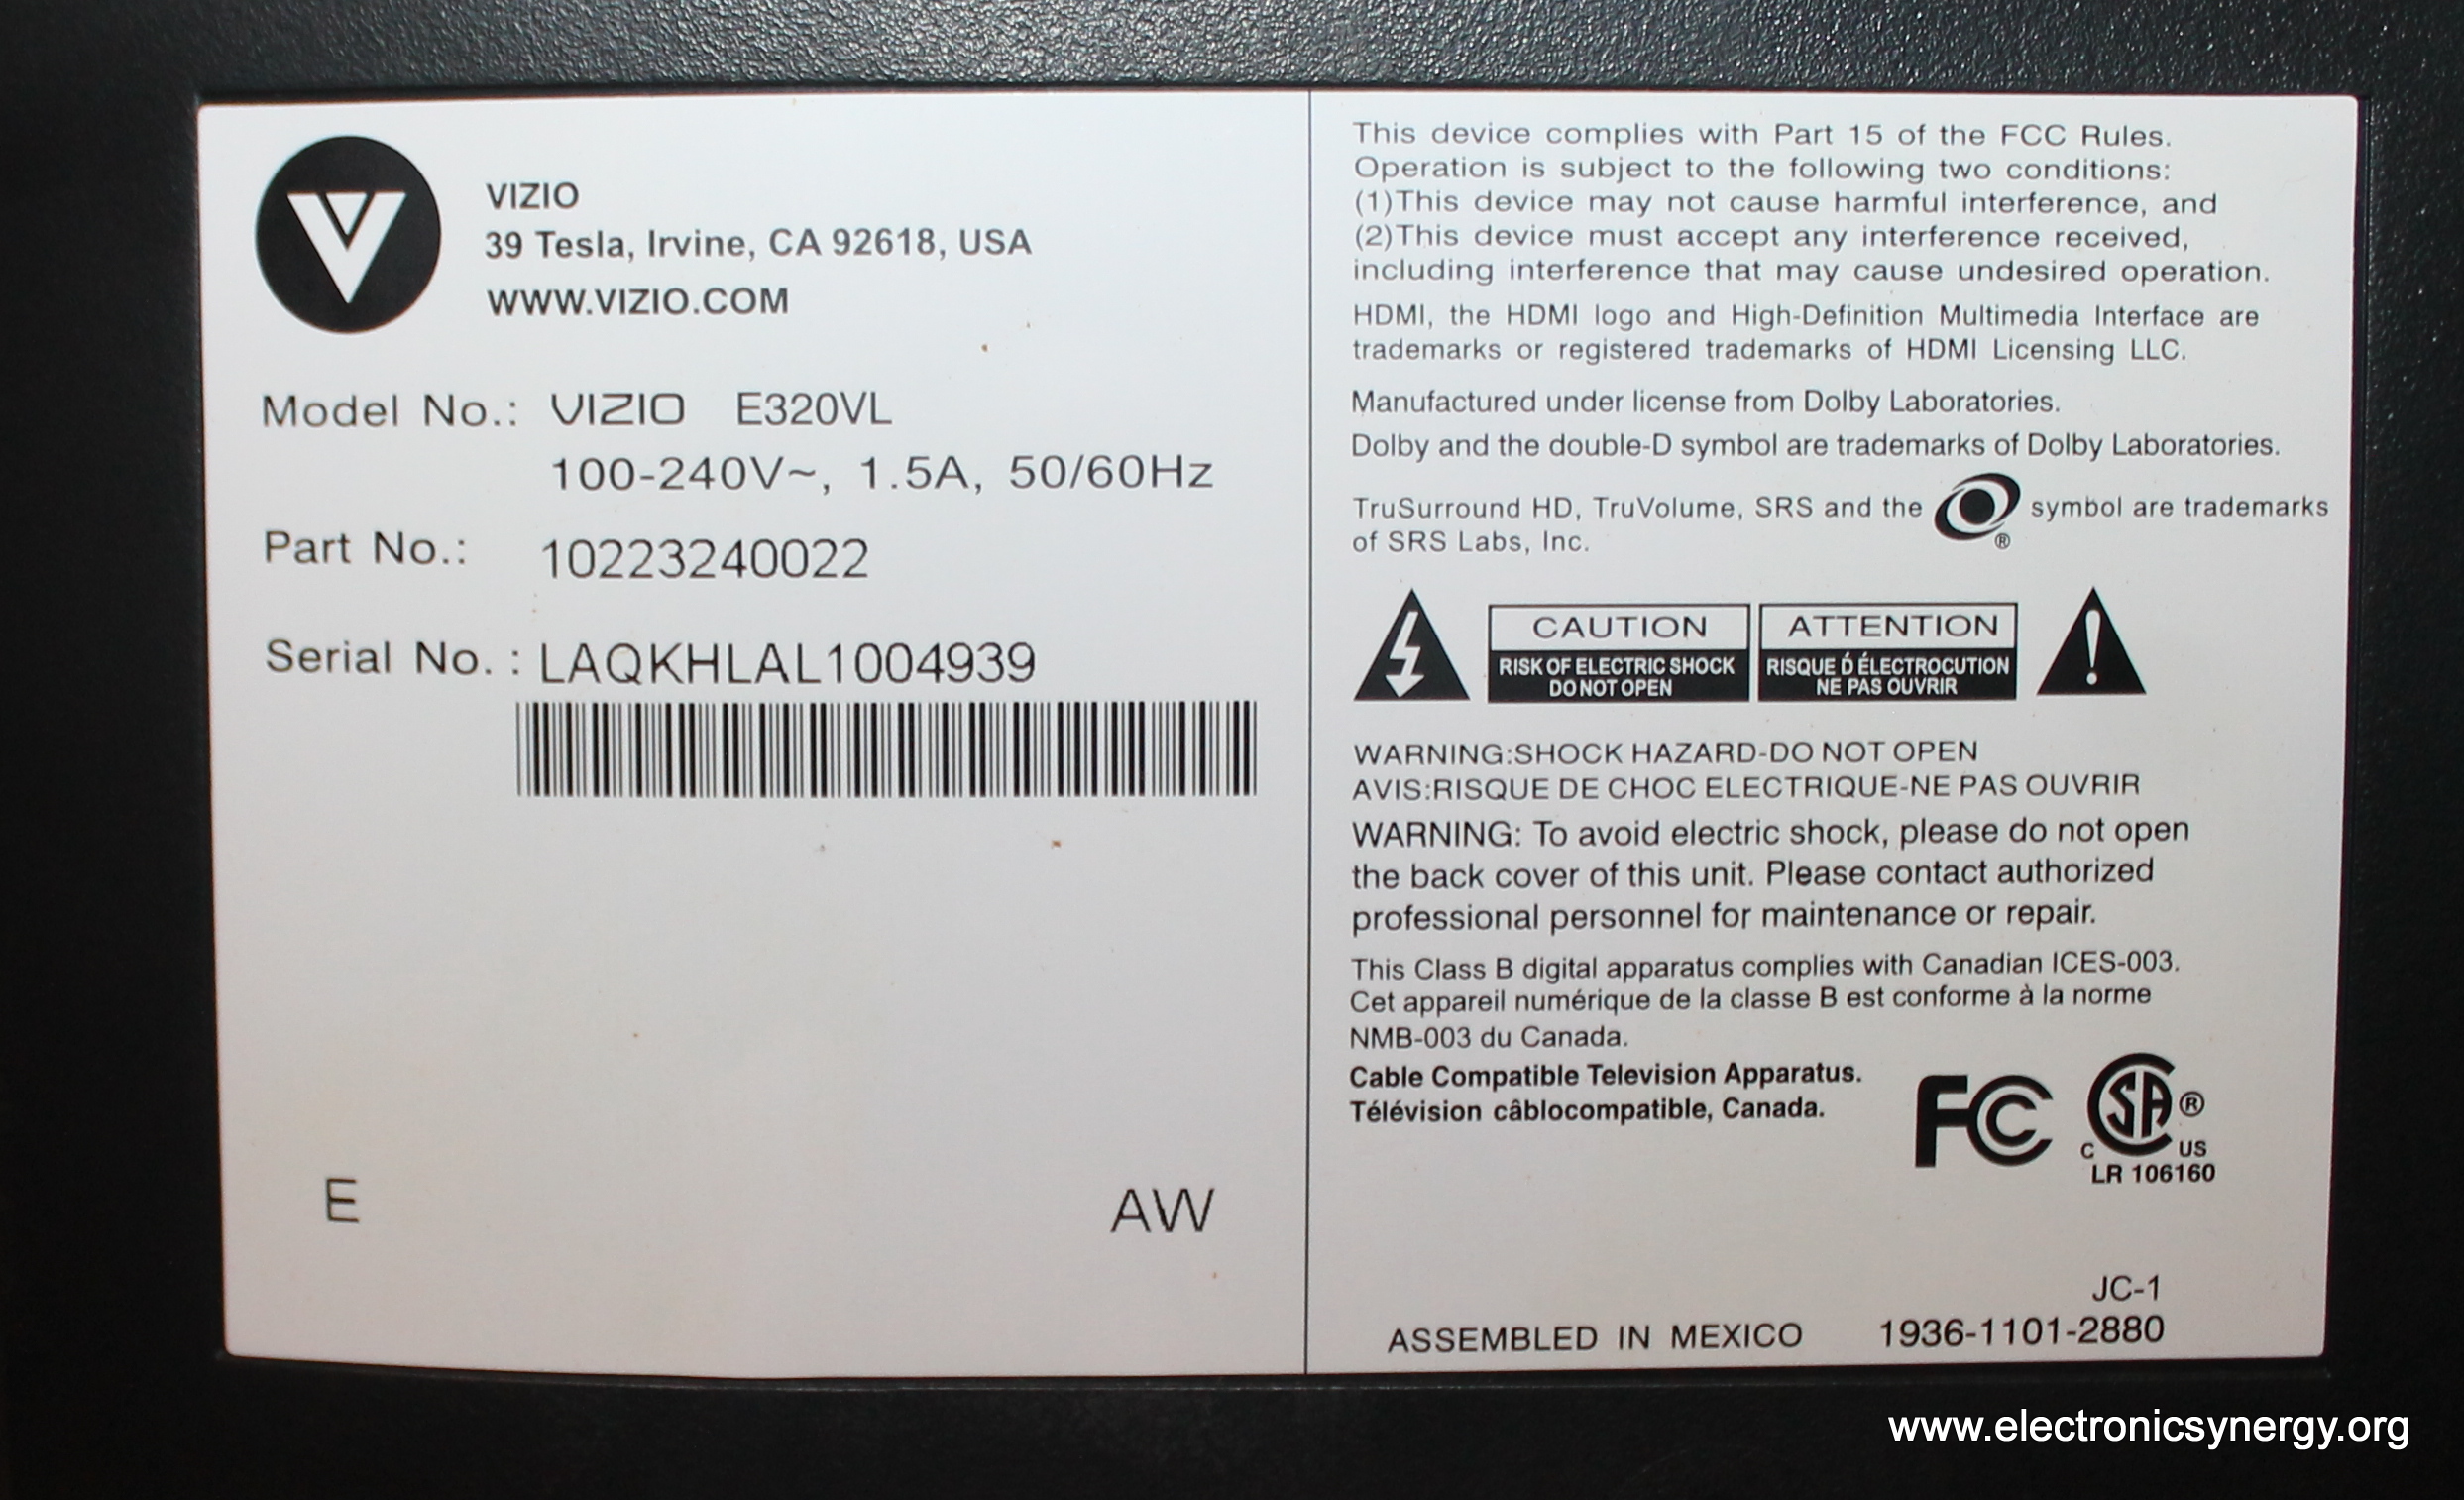 VIZIO
39 Tesla, Irvine, CA 92618, USA
WWW.VIZIO.COM
Model No.: VIZIO E320VL
100-240V~, 1.5A, 50/60Hz
Part No.: 10223240022
Serial No. : LAQKHLAL1004939
E
AW
This device complies with Part 15 of the FCC Rules.
Operation is subject to the following two conditions:
(1)This device may not cause harmful interference, and
(2)This device must accept any interference received,
including interference that may cause undesired operation.
HDMI, the HDMI logo and High-Definition Multimedia Interface are
trademarks or registered trademarks of HDMI Licensing LLC.
Manufactured under license from Dolby Laboratories.
Dolby and the double-D symbol are trademarks of Dolby Laboratories.
TruSurround HD, TruVolume, SRS and the ® symbol are trademarks
of SRS Labs, Inc.
CAUTION
RISK OF ELECTRIC SHOCK
DO NOT OPEN
ATTENTION
RISQUE D́ ÉLECTROCUTION
NE PAS OUVRIR
WARNING:SHOCK HAZARD-DO NOT OPEN
AVIS:RISQUE DE CHOC ELECTRIQUE-NE PAS OUVRIR
WARNING: To avoid electric shock, please do not open
the back cover of this unit. Please contact authorized
professional personnel for maintenance or repair.
This Class B digital apparatus complies with Canadian ICES-003.
Cet appareil numérique de la classe B est conforme à la norme
NMB-003 du Canada.
Cable Compatible Television Apparatus.
Télévision câblocompatible, Canada.
FC
CSA ®
C US
LR 106160
JC-1
ASSEMBLED IN MEXICO 1936-1101-2880
www.electronicsynergy.org